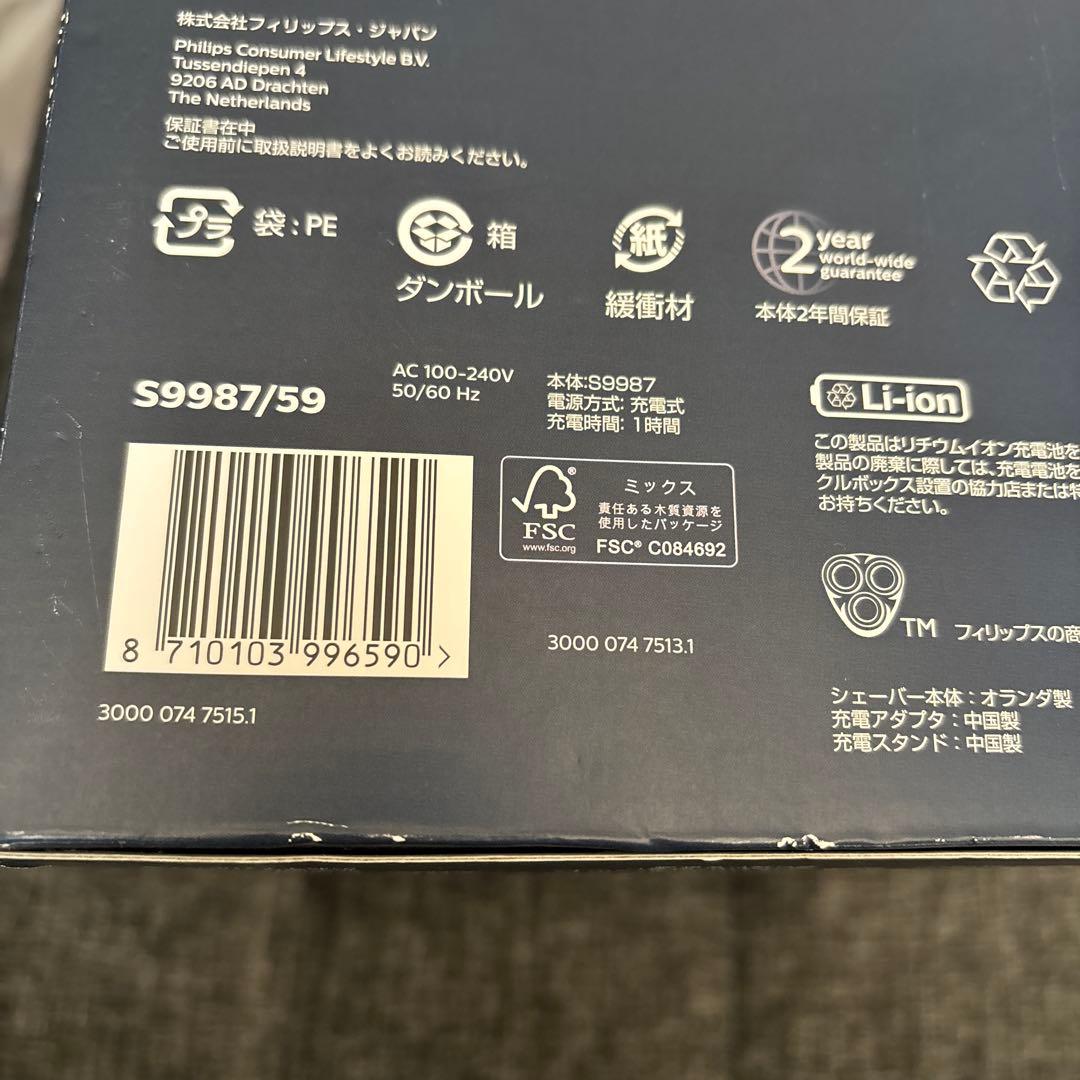 株式会社フィリップス・ジャパン
Philips Consumer Lifestyle B.V.
Tussendiepen 4
9206 AD Drachten
The Netherlands
保証書在中
ご使用前に取扱説明書をよくお読みください。
プラ 袋:PE
箱
ダンボール
紙
緩衝材
2 year
world-wide
guarantee
本体2年間保証
S9987/59
AC 100-240V
50/60 Hz
本体:S9987
電源方式: 充電式
充電時間: 1時間
Li-ion
この製品はリチウムイオン充電池を
製品の廃棄に際しては、充電電池を
クルボックス設置の協力店または特
お持ちください。
FSC
www.fsc.org
ミックス
責任ある木質資源を
使用したパッケージ
FSC® C084692
8 710103 996590 >
3000 074 7513.1
3000 074 7515.1
TM フィリップスの商
シェーバー本体:オランダ製
充電アダプタ:中国製
充電スタンド:中国製